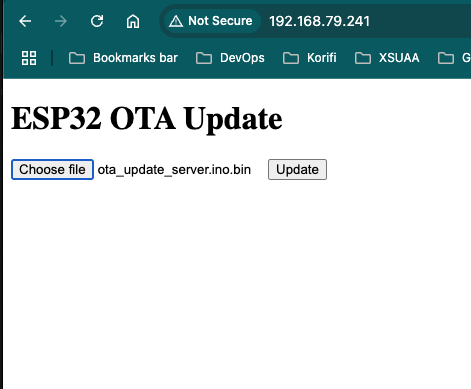 Not Secure 192.168.79.241
Bookmarks bar DevOps Korifi XSUAA G
ESP32 OTA Update
Choose file ota_update_server.ino.bin Update